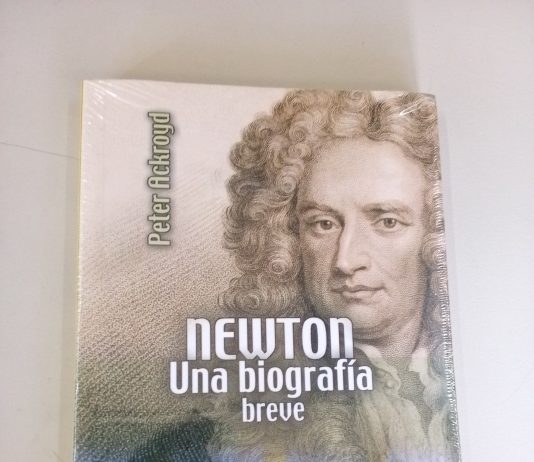 Peter Ackroyd
NEWTON
Una biografía
breve